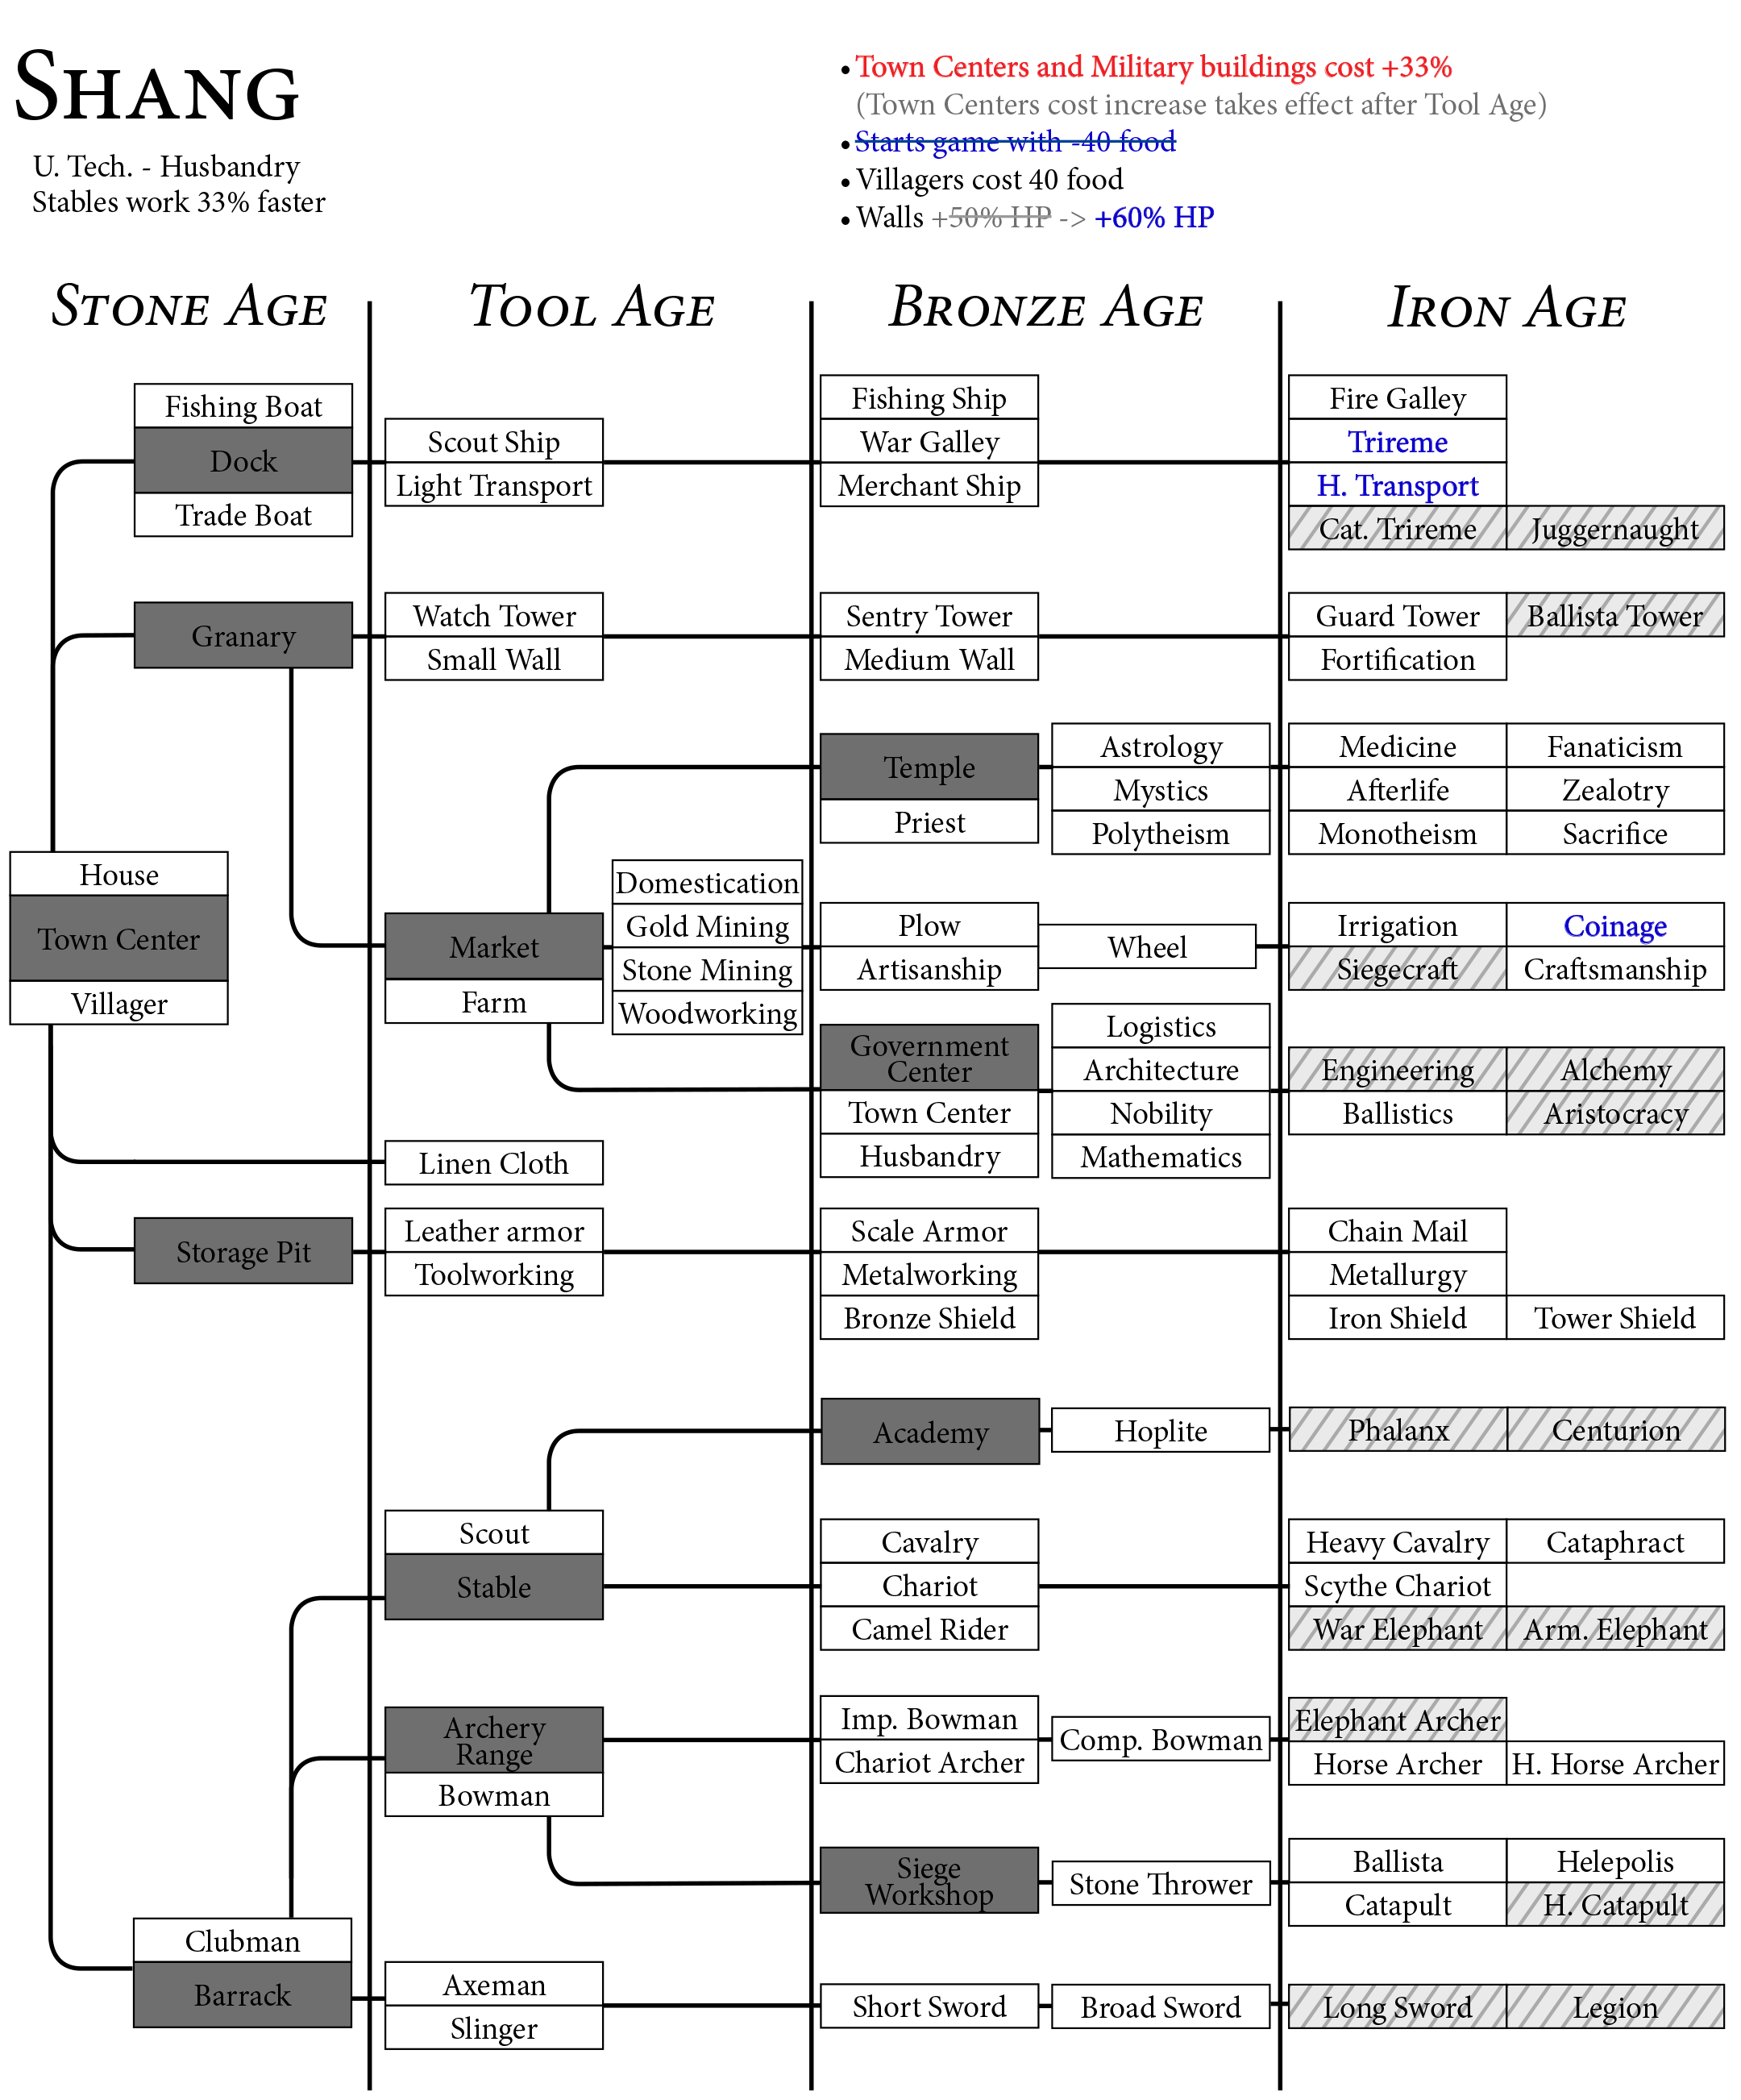 SHANG
U. Tech. - Husbandry
Stables work 33% faster
• Town Centers and Military buildings cost +33%
(Town Centers cost increase takes effect after Tool Age)
• Starts game with -40 food
• Villagers cost 40 food
• Walls +50% HP -> +60% HP
STONE AGE
TOOL AGE
BRONZE AGE
IRON AGE
Fishing Boat
Dock
Trade Boat
Scout Ship
Light Transport
Fishing Ship
War Galley
Merchant Ship
Fire Galley
Trireme
H. Transport
Cat. Trireme
Juggernaught
Granary
Watch Tower
Small Wall
Sentry Tower
Medium Wall
Guard Tower
Ballista Tower
Fortification
Temple
Priest
Astrology
Mystics
Polytheism
Medicine
Fanaticism
Afterlife
Zealotry
Monotheism
Sacrifice
House
Town Center
Villager
Market
Farm
Domestication
Gold Mining
Stone Mining
Woodworking
Plow
Artisanship
Wheel
Irrigation
Coinage
Siegecraft
Craftsmanship
Government
Center
Town Center
Husbandry
Logistics
Architecture
Nobility
Mathematics
Engineering
Alchemy
Ballistics
Aristocracy
Linen Cloth
Storage Pit
Leather armor
Toolworking
Scale Armor
Metalworking
Bronze Shield
Chain Mail
Metallurgy
Iron Shield
Tower Shield
Academy
Hoplite
Phalanx
Centurion
Scout
Stable
Cavalry
Chariot
Camel Rider
Heavy Cavalry
Cataphract
Scythe Chariot
War Elephant
Arm. Elephant
Archery
Range
Bowman
Imp. Bowman
Chariot Archer
Comp. Bowman
Elephant Archer
Horse Archer
H. Horse Archer
Siege
Workshop
Stone Thrower
Ballista
Helepolis
Catapult
H. Catapult
Clubman
Barrack
Axeman
Slinger
Short Sword
Broad Sword
Long Sword
Legion